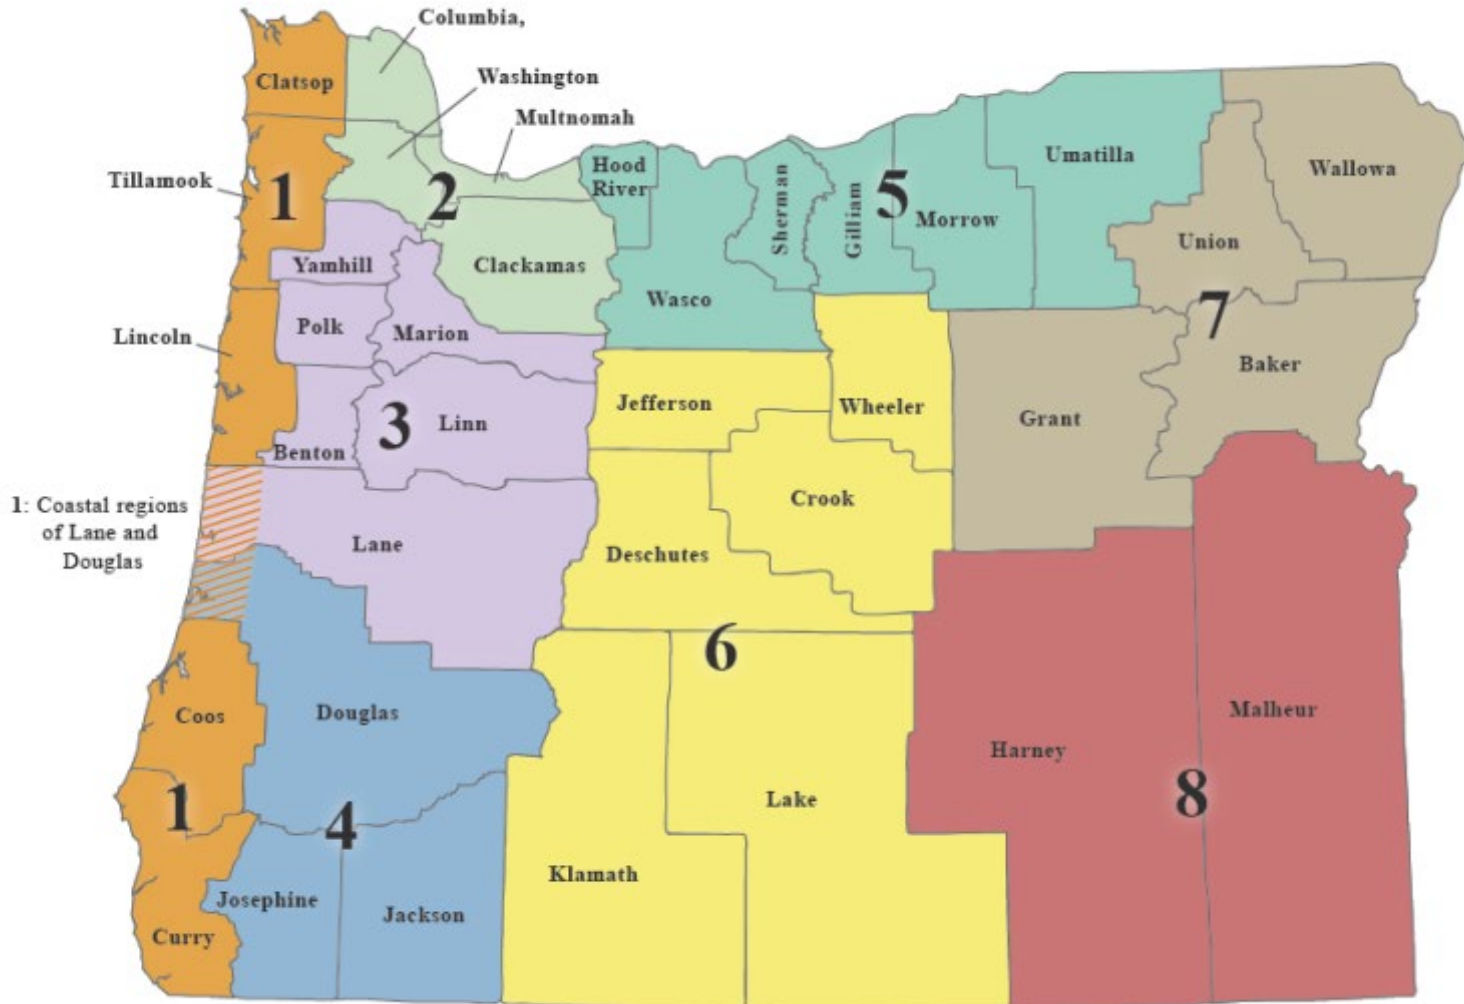 Columbia,
Clatsop
Washington
Multnomah
Hood
River
Umatilla
Wallowa
Tillamook
1
2
Sherman
Gilliam
5
Morrow
Union
Yamhill
Clackamas
Wasco
7
Lincoln
Polk
Marion
Baker
Jefferson
Wheeler
Grant
3
Linn
Benton
Crook
1: Coastal regions
of Lane and
Douglas
Lane
Deschutes
6
Coos
Douglas
Malheur
Harney
1
4
Lake
8
Klamath
Josephine
Jackson
Curry